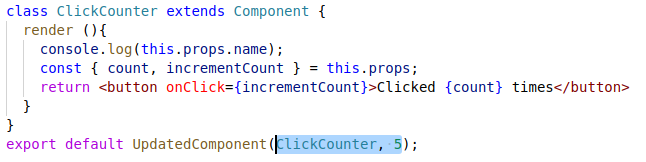 class ClickCounter extends Component {
  render (){
    console.log(this.props.name);
    const { count, incrementCount } = this.props;
    return <button onClick={incrementCount}>Clicked {count} times</button>
  }
}
export default UpdatedComponent(ClickCounter, 5);